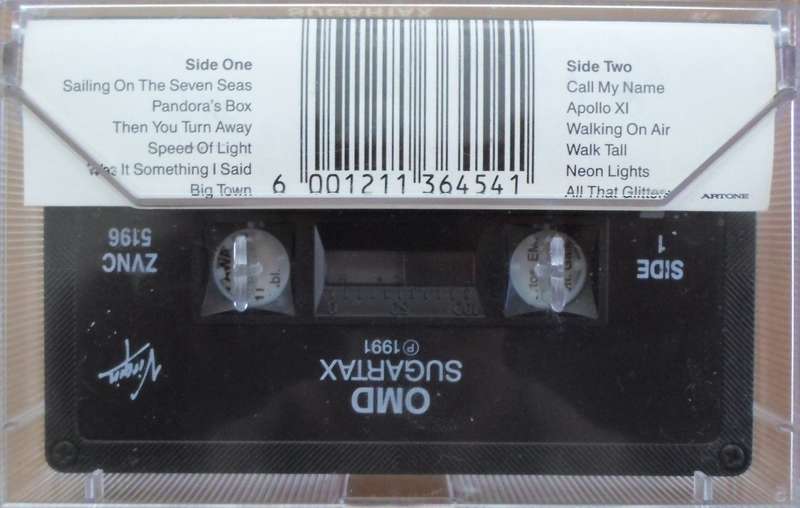 Side One
Sailing On The Seven Seas
Pandora's Box
Then You Turn Away
Speed Of Light
Was It Something I Said
Big Town
6 001211 364541
Side Two
Call My Name
Apollo XI
Walking On Air
Walk Tall
Neon Lights
All That Glitters
ARTONE
SIDE
1
ZVNC
5196
OMD
SUGARTAX
℗1991
Virgin